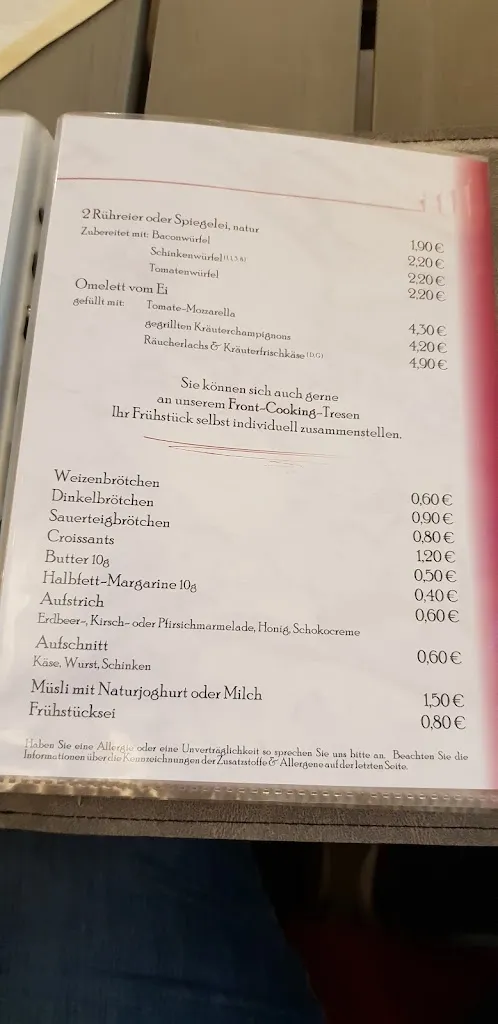 2 Rühreier oder Spiegelei, natur 1,90 €
Zubereitet mit: Baconwürfel 2,20 €
Schinkenwürfel 2,20 €
Tomatenwürfel 2,20 €
Omelett vom Ei
gefüllt mit: Tomate-Mozzarella 4,30 €
gegrillten Kräuterchampignons 4,20 €
Räucherlachs & Kräuterfrischkäse (D,G) 4,90 €
Sie können sich auch gerne
an unserem Front-Cooking-Tresen
Ihr Frühstück selbst individuell zusammenstellen.
Weizenbrötchen 0,60 €
Dinkelbrötchen 0,90 €
Sauerteigbrötchen 0,80 €
Croissants 1,20 €
Butter 10g 0,50 €
Halbfett-Margarine 10g 0,40 €
Aufstrich 0,60 €
Erdbeer-, Kirsch- oder Pfirsichmarmelade, Honig, Schokocreme
Aufschnitt 0,60 €
Käse, Wurst, Schinken
Müsli mit Naturjoghurt oder Milch 1,50 €
Frühstücksei 0,80 €
Haben Sie eine Allergie oder eine Unverträglichkeit so sprechen Sie uns bitte an. Beachten Sie die
Informationen über die Kennzeichnungen der Zusatzstoffe & Allergene auf der letzten Seite.